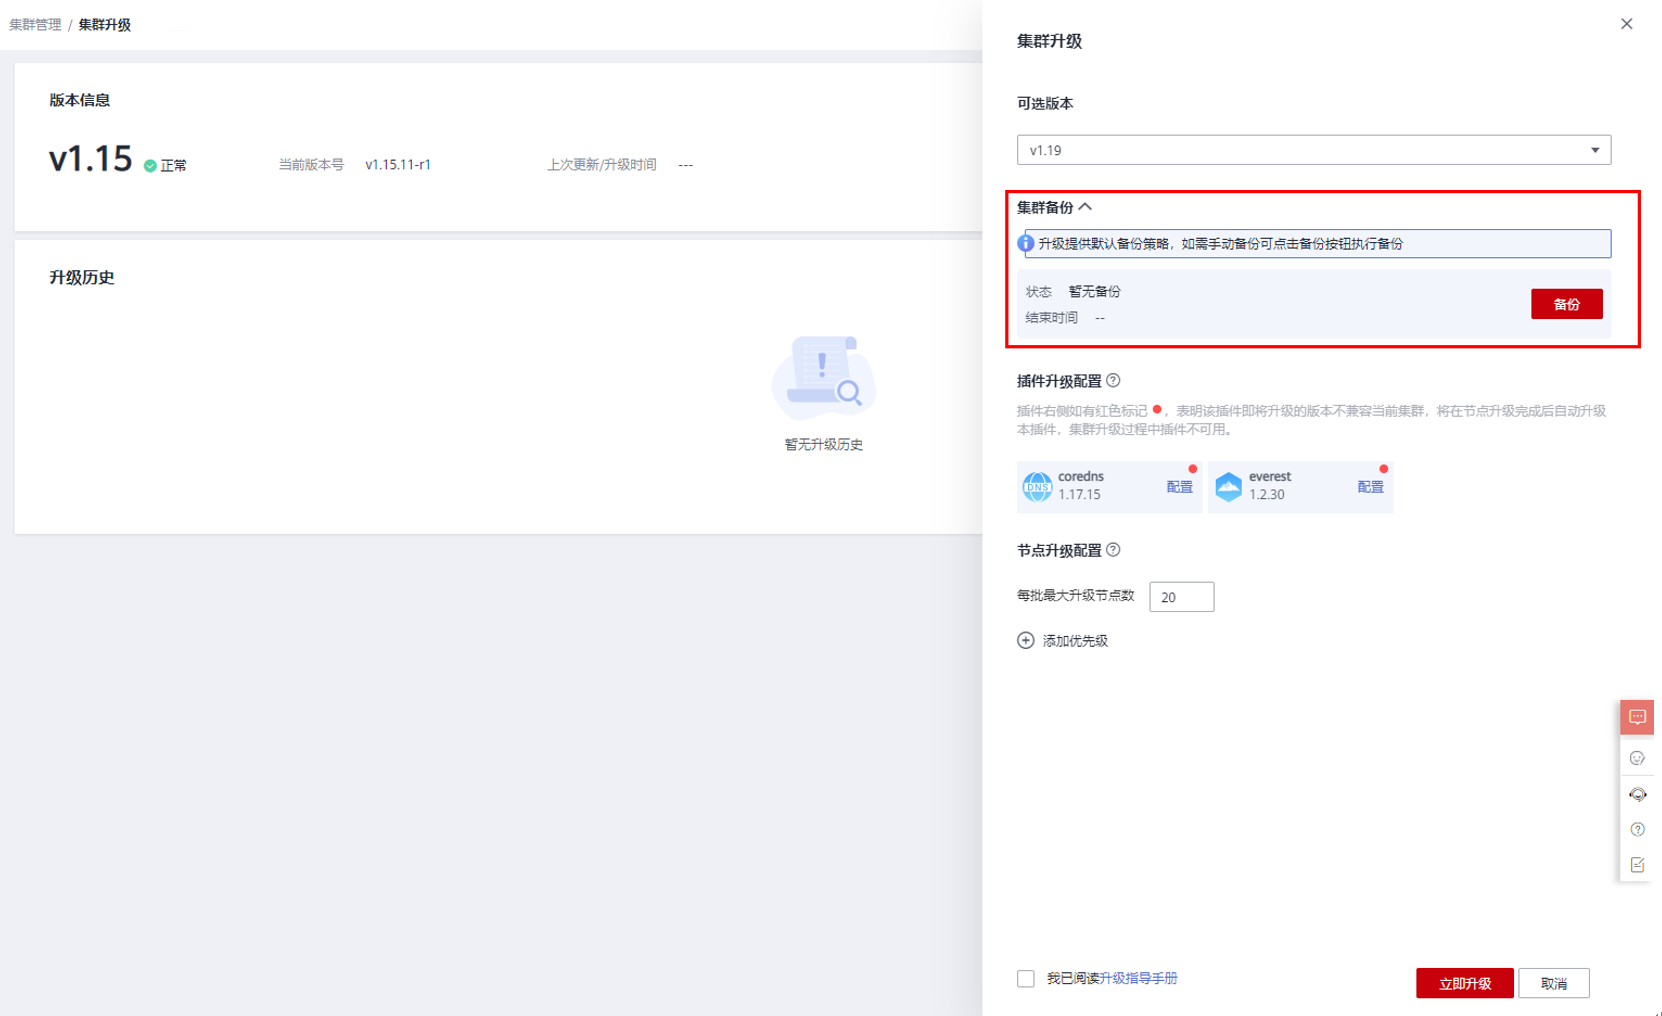 集群管理 / 集群升级
版本信息
v1.15 正常 当前版本号 v1.15.11-r1 上次更新/升级时间 ---
升级历史
暂无升级历史
集群升级
可选版本
v1.19
集群备份
升级提供默认备份策略，如需手动备份可点击备份按钮执行备份
状态 暂无备份
结束时间 --
备份
插件升级配置
插件右侧如有红色标记 ，表明该插件即将升级的版本不兼容当前集群，将在节点升级完成后自动升级
本插件，集群升级过程中插件不可用。
DNS
coredns
1.17.15
配置
everest
1.2.30
配置
节点升级配置
每批最大升级节点数 20
添加优先级
我已阅读升级指导手册
立即升级 取消